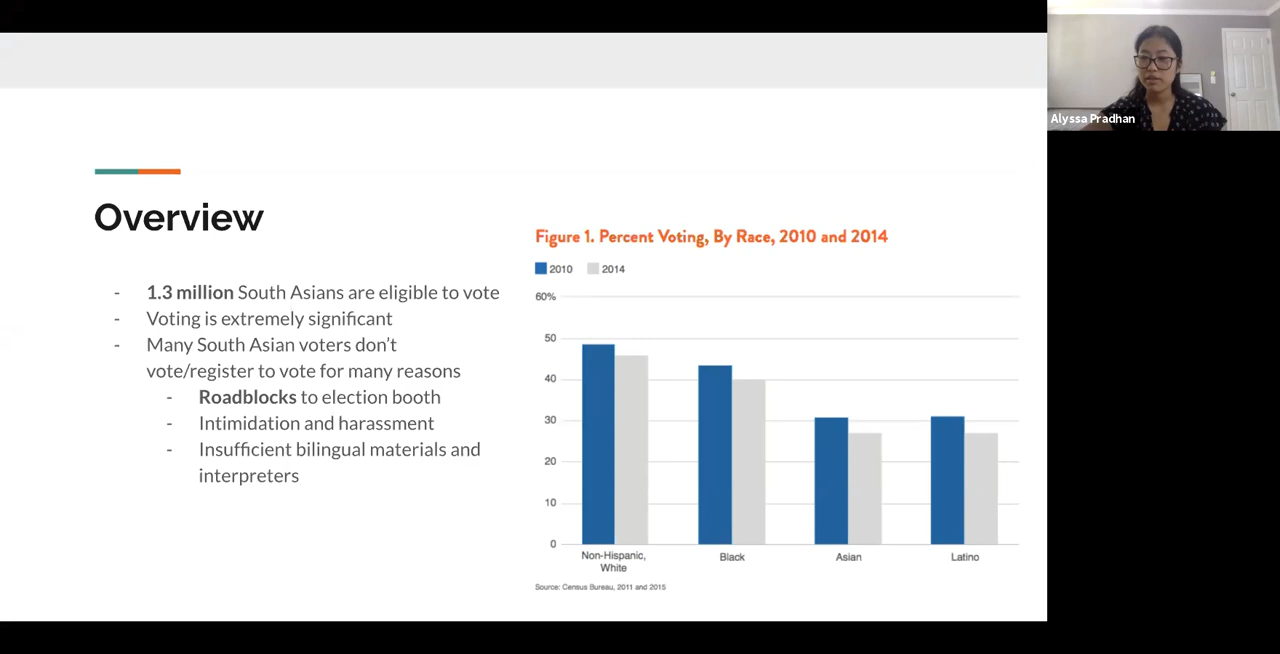 Alyssa Pradhan
Overview
- 1.3 million South Asians are eligible to vote
- Voting is extremely significant
- Many South Asian voters don't
vote/register to vote for many reasons
- Roadblocks to election booth
- Intimidation and harassment
- Insufficient bilingual materials and
interpreters
Figure 1. Percent Voting, By Race, 2010 and 2014
2010 2014
60%
50
40
30
20
10
0
Non-Hispanic,
White
Black
Asian
Latino
Source: Census Bureau, 2011 and 2015